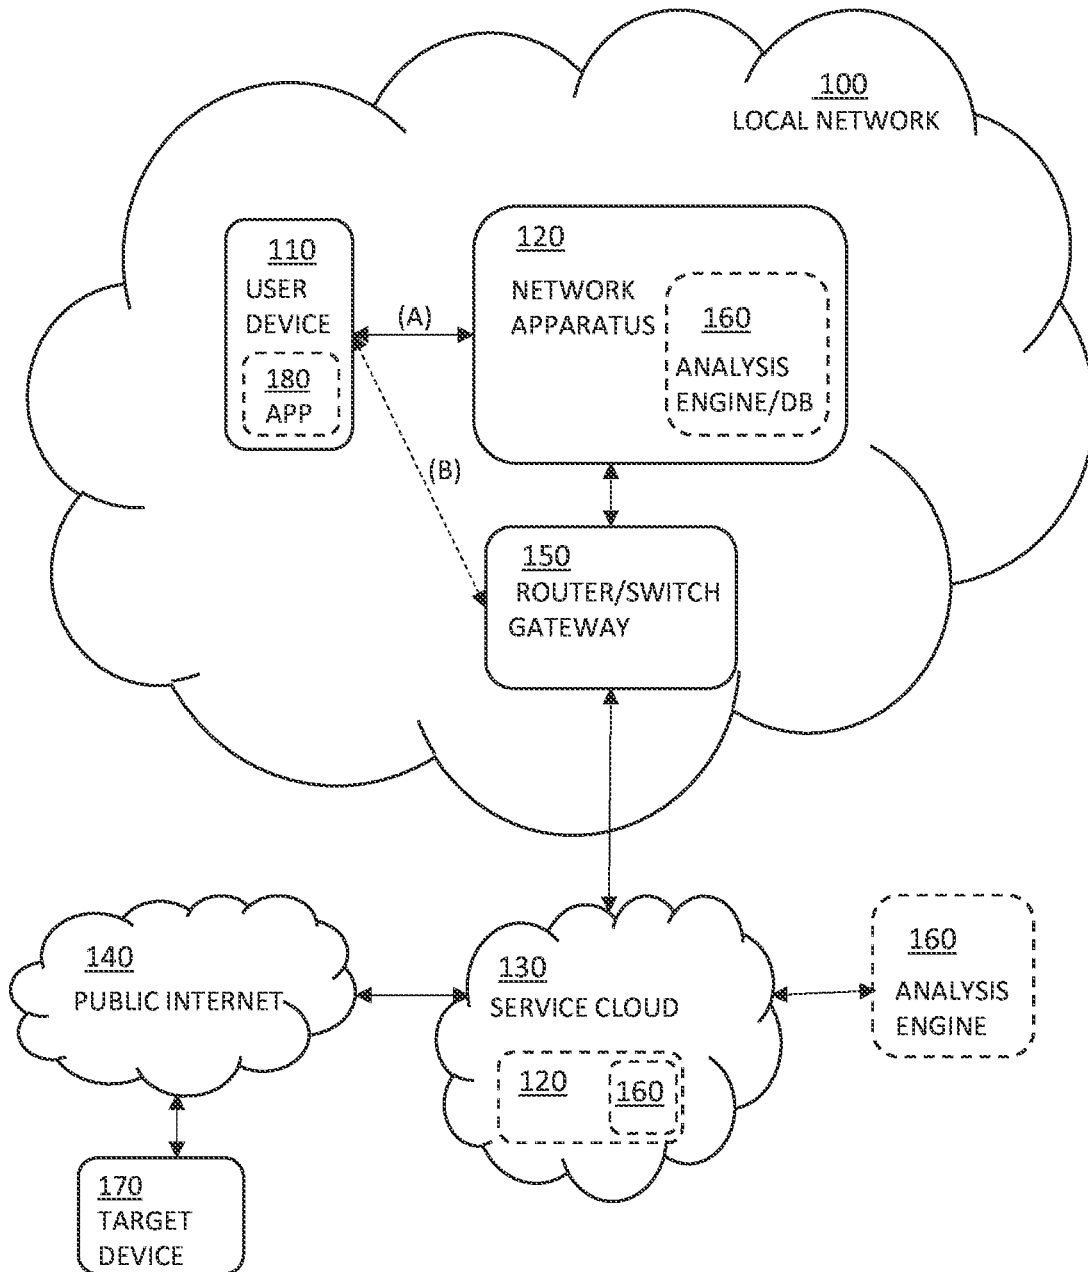 100
LOCAL NETWORK
110
USER
DEVICE
180
APP
(A)
120
NETWORK
APPARATUS
160
ANALYSIS
ENGINE/DB
(B)
150
ROUTER/SWITCH
GATEWAY
140
PUBLIC INTERNET
130
SERVICE CLOUD
120
160
160
ANALYSIS
ENGINE
170
TARGET
DEVICE